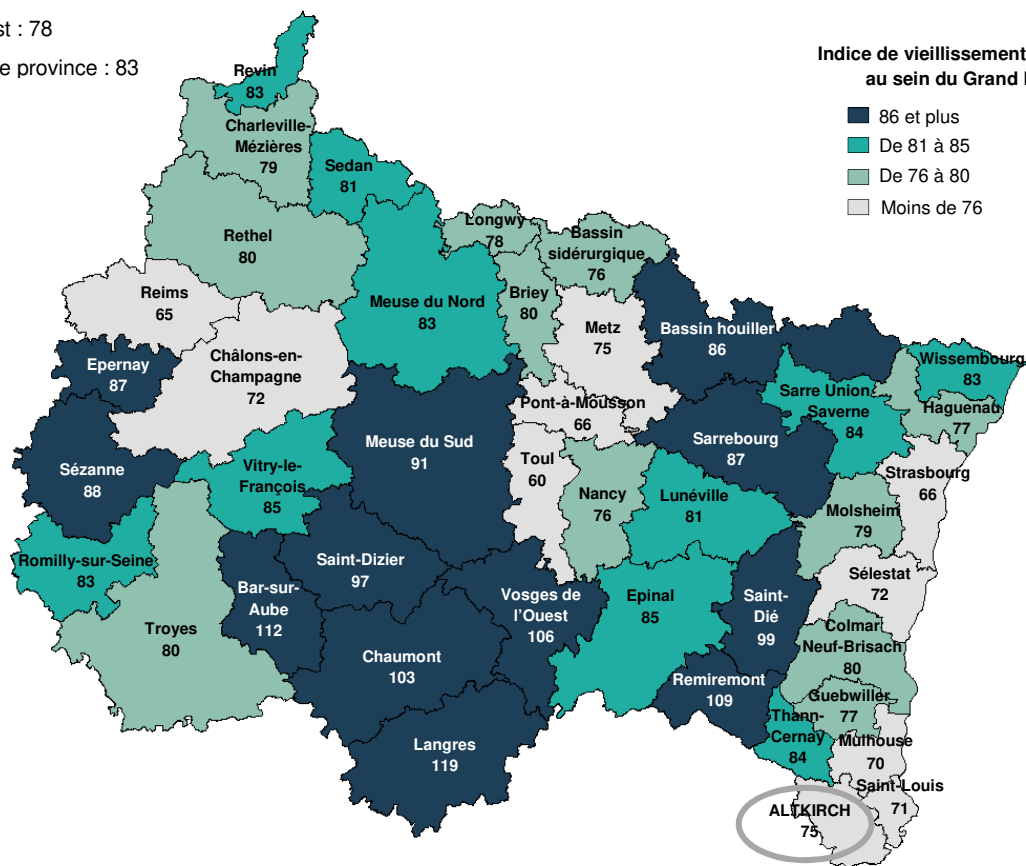 st : 78
e province : 83
Indice de vieillissement
au sein du Grand
86 et plus
De 81 à 85
De 76 à 80
Moins de 76
Revin
83
Charleville-
Mézières
79
Sedan
81
Rethel
80
Longwy
78
Bassin
sidérurgique
76
Reims
65
Meuse du Nord
83
Briey
80
Metz
75
Bassin houiller
86
Epernay
87
Châlons-en-
Champagne
72
Wissembourg
83
Sarre Union
Saverne
84
Haguenau
77
Pont-à-Mousson
66
Meuse du Sud
91
Sarrebourg
87
Sézanne
88
Vitry-le-
François
85
Toul
60
Nancy
76
Lunéville
81
Strasbourg
66
Molsheim
79
Romilly-sur-Seine
83
Saint-Dizier
97
Bar-sur-
Aube
112
Vosges de
l'Ouest
106
Epinal
85
Saint-
Dié
99
Sélestat
72
Troyes
80
Chaumont
103
Colmar
Neuf-Brisach
80
Remiremont
109
Guebwiller
77
Langres
119
Thann-
Cernay
84
Mulhouse
70
Saint-Louis
71
ALTKIRCH
75